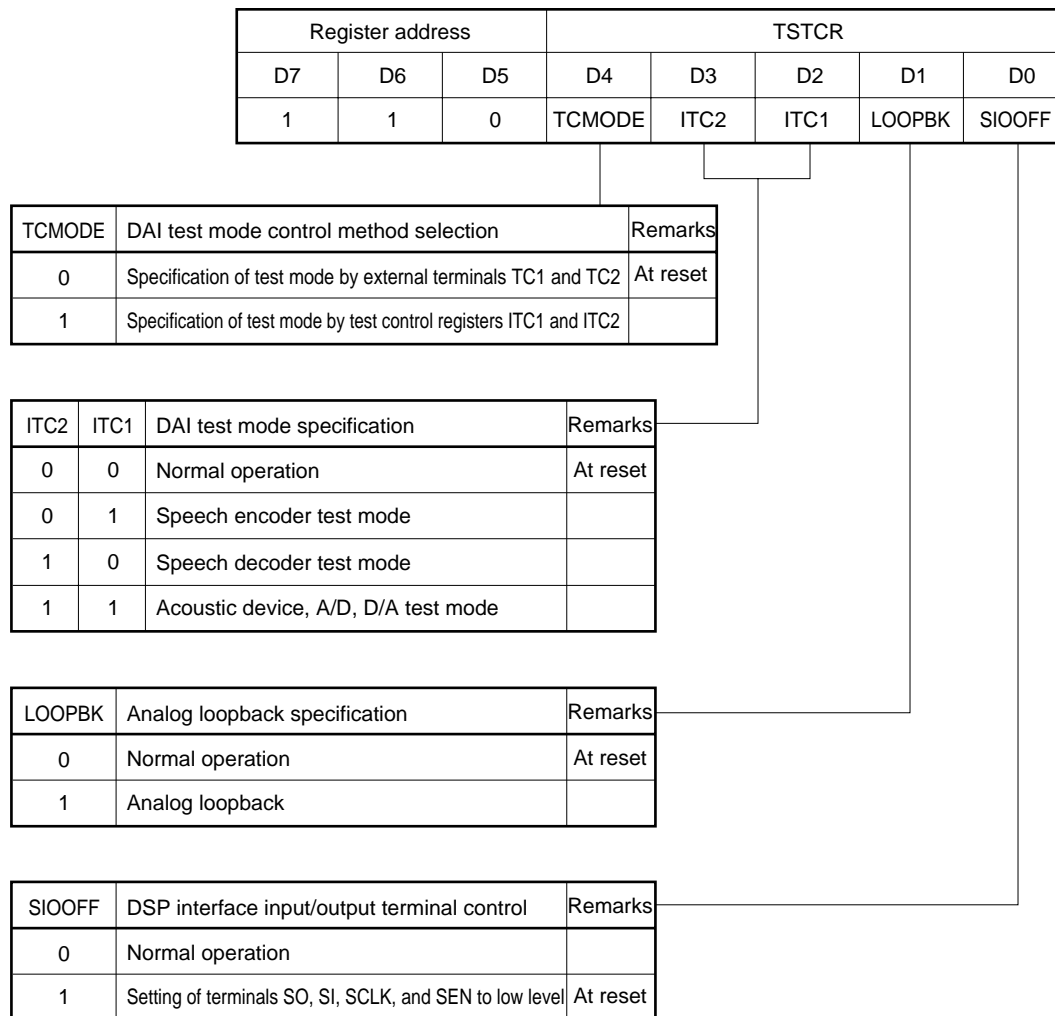 Register address TSTCR
D7 D6 D5 D4 D3 D2 D1 D0
1 1 0 TCMODE ITC2 ITC1 LOOPBK SIOOFF
TCMODE DAI test mode control method selection Remarks
0 Specification of test mode by external terminals TC1 and TC2 At reset
1 Specification of test mode by test control registers ITC1 and ITC2
ITC2 ITC1 DAI test mode specification Remarks
0 0 Normal operation At reset
0 1 Speech encoder test mode
1 0 Speech decoder test mode
1 1 Acoustic device, A/D, D/A test mode
LOOPBK Analog loopback specification Remarks
0 Normal operation At reset
1 Analog loopback
SIOOFF DSP interface input/output terminal control Remarks
0 Normal operation
1 Setting of terminals SO, SI, SCLK, and SEN to low level At reset